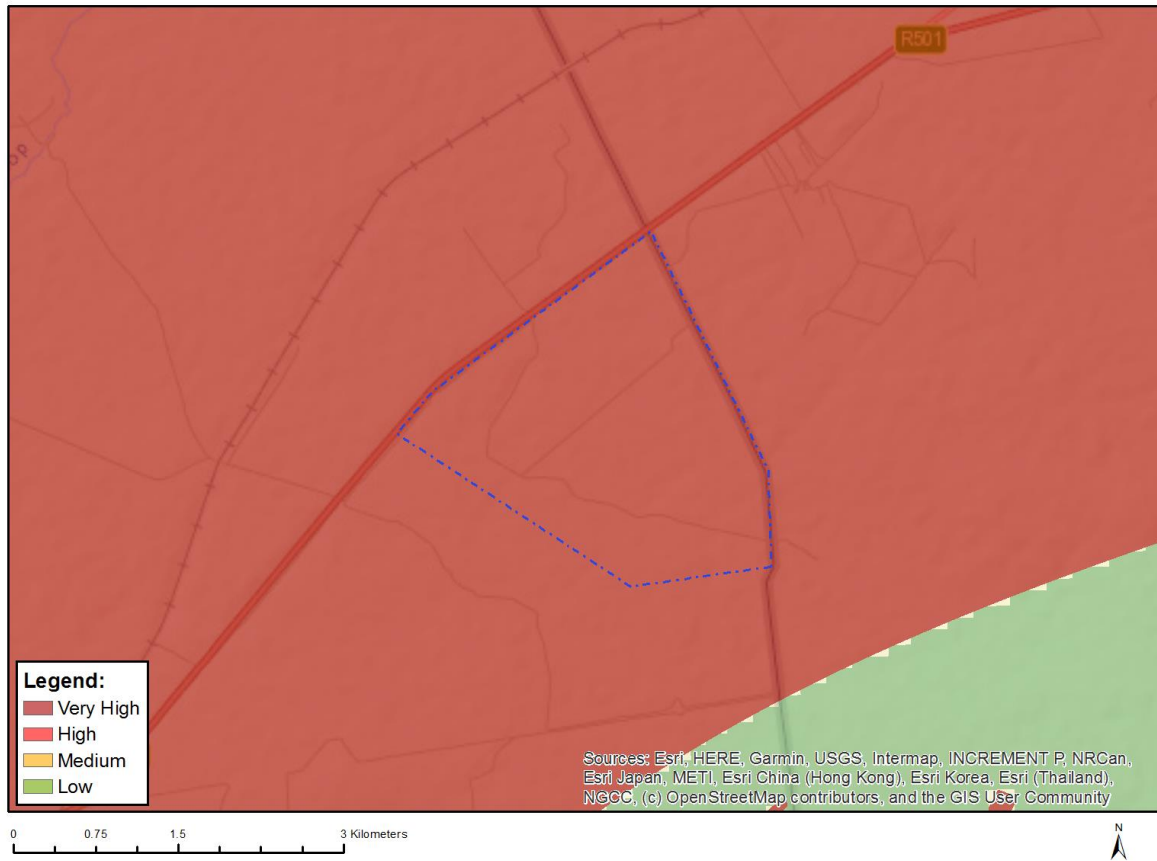 R501
Legend:
Very High
High
Medium
Low
Sources: Esri, HERE, Garmin, USGS, Intermap, INCREMENT P, NRCan,
Esri Japan, METI, Esri China (Hong Kong), Esri Korea, Esri (Thailand),
NGCC, (c) OpenStreetMap contributors, and the GIS User Community
0 0.75 1.5 3 Kilometers
N